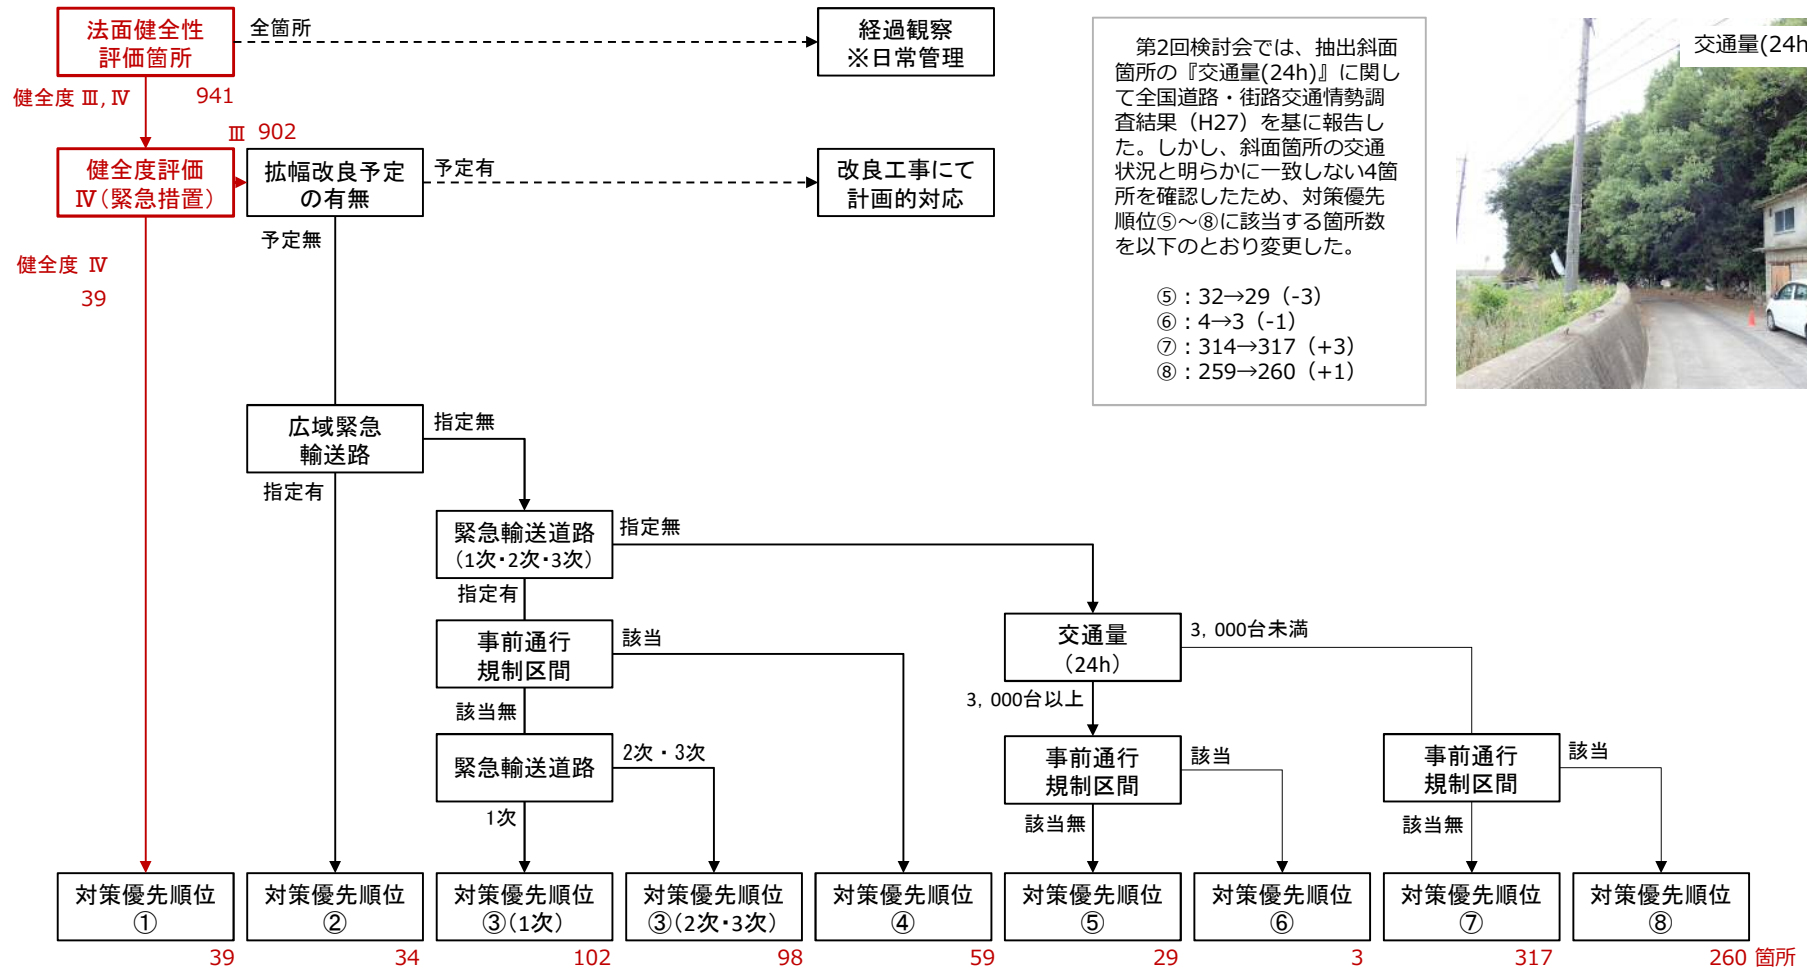 法面健全性
評価箇所
全箇所
経過観察
※日常管理
健全度 Ⅲ, Ⅳ
941
Ⅲ 902
健全度評価
Ⅳ(緊急措置)
拡幅改良予定
の有無
予定有
改良工事にて
計画的対応
予定無
健全度 Ⅳ
39
第2回検討会では、抽出斜面
箇所の『交通量(24h)』に関し
て全国道路・街路交通情勢調
査結果（H27）を基に報告し
た。しかし、斜面箇所の交通
状況と明らかに一致しない4箇
所を確認したため、対策優先
順位⑤～⑧に該当する箇所数
を以下のとおり変更した。
⑤：32→29（-3）
⑥：4→3（-1）
⑦：314→317（+3）
⑧：259→260（+1）
交通量(24h
広域緊急
輸送路
指定無
指定有
緊急輸送道路
(1次・2次・3次)
指定無
指定有
事前通行
規制区間
該当
該当無
緊急輸送道路
2次・3次
1次
交通量
(24h)
3, 000台未満
3, 000台以上
事前通行
規制区間
該当
該当無
事前通行
規制区間
該当
該当無
対策優先順位
①
39
対策優先順位
②
34
対策優先順位
③(1次)
102
対策優先順位
③(2次・3次)
98
対策優先順位
④
59
対策優先順位
⑤
29
対策優先順位
⑥
3
対策優先順位
⑦
317
対策優先順位
⑧
260 箇所